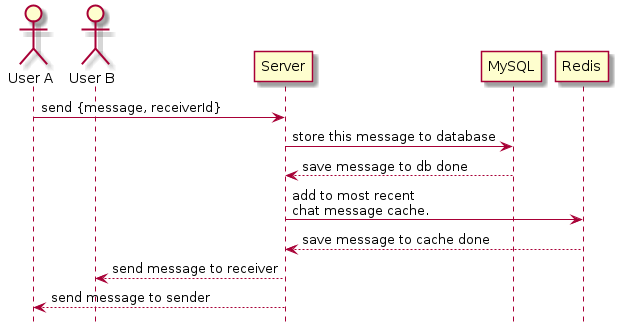 User A
User B
Server
MySQL
Redis
send {message, receiverId}
store this message to database
save message to db done
add to most recent
chat message cache.
save message to cache done
send message to receiver
send message to sender